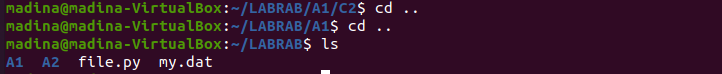 madina@madina-VirtualBox:~/LABRAB/A1/C2$ cd ..
madina@madina-VirtualBox:~/LABRAB/A1$ cd ..
madina@madina-VirtualBox:~/LABRAB$ ls
A1  A2  file.py  my.dat